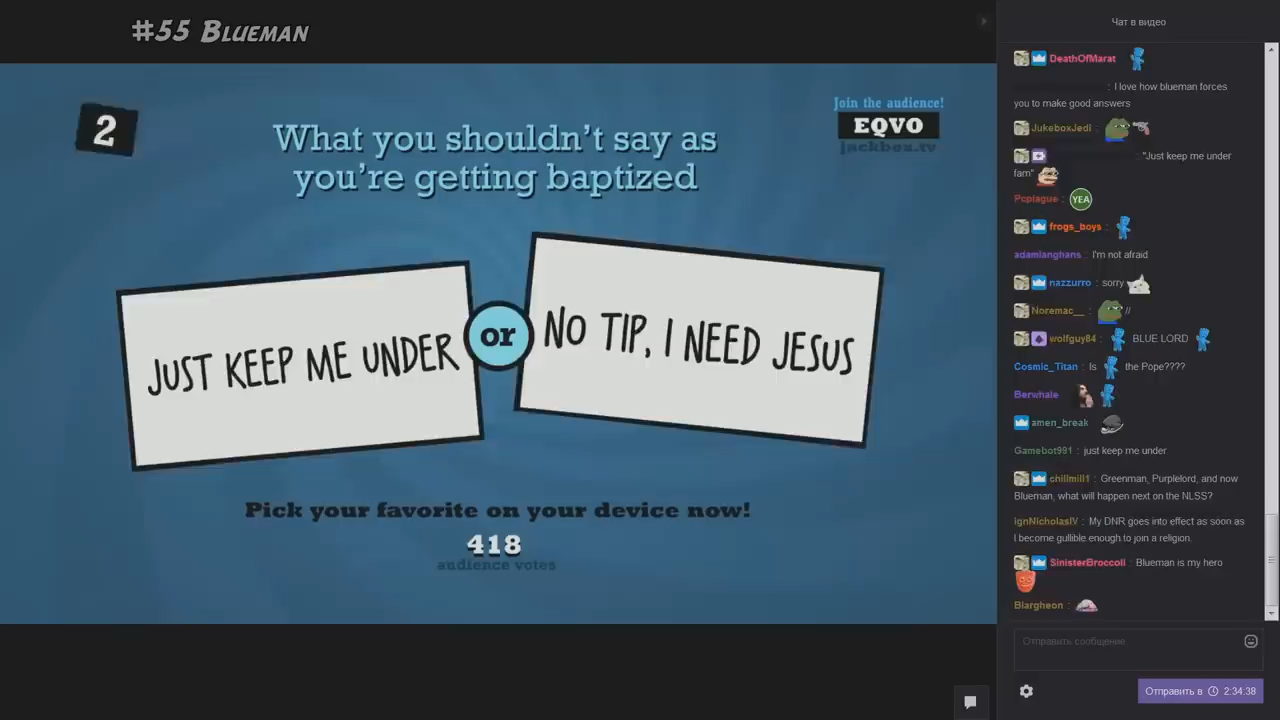 #55 BLUEMAN
2
What you shouldn't say as
you're getting baptized
Join the audience!
EQVO
jackbox.tv
JUST KEEP ME UNDER
or
NO TIP, I NEED JESUS
Pick your favorite on your device now!
418
audience votes
Чат в видео
DeathOfMarat
: I love how blueman forces
you to make good answers
JukeboxJedi :
: "Just keep me under
fam"
: YEA
frogs_boys :
adamlanghans : I'm not afraid
nazzurro : sorry
Noremac__ : //
wolfguy84 : BLUE LORD
Cosmic_Titan : Is the Pope????
Berwhale :
amen_break :
Gamebot991 : just keep me under
chillmill1 : Greenman, Purplelord, and now
Blueman, what will happen next on the NLSS?
ignNicholasIV : My DNR goes into effect as soon as
I become gullible enough to join a religion.
SinisterBroccoli : Blueman is my hero
Blargheon :
Отправить сообщение
Отправить в 2:34:38